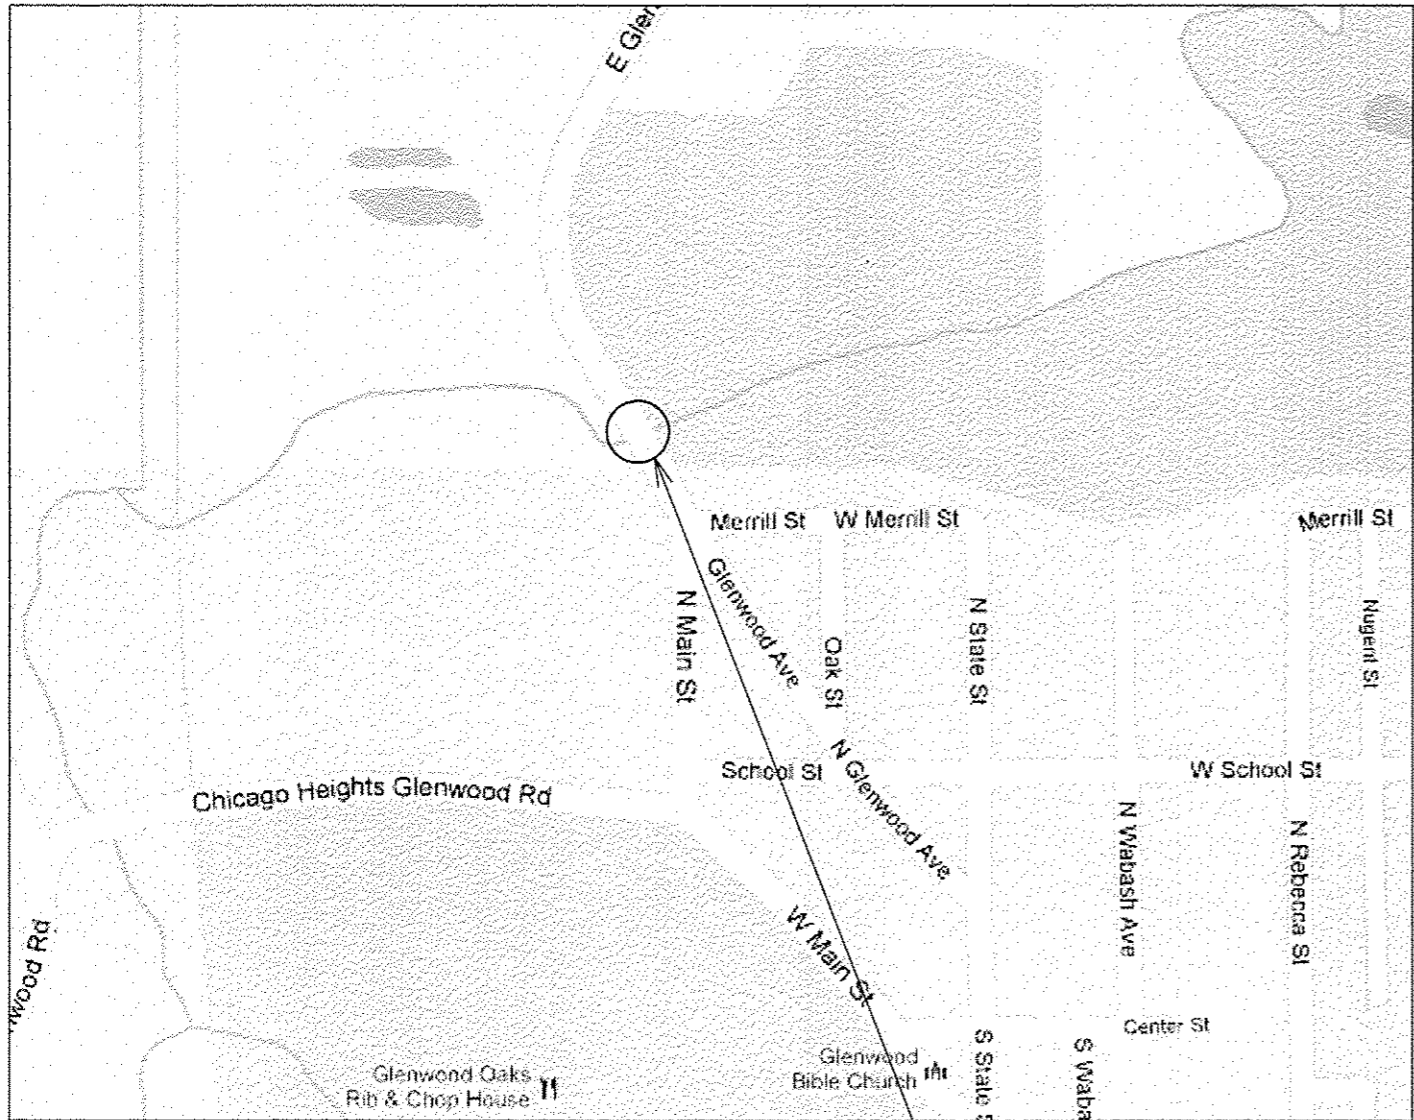 E Glen
Merrill St
W Merrill St
Merrill St
Glenwood Ave
N Main St
Oak St
N State St
Nugent St
School St
N Glenwood Ave
W School St
Chicago Heights Glenwood Rd
N Wabash Ave
N Rebecca St
W Main St
wood Rd
Center St
S State S
S Waba
Glenwood
Bible Church
Glenwond Oaks
Rib & Chop House